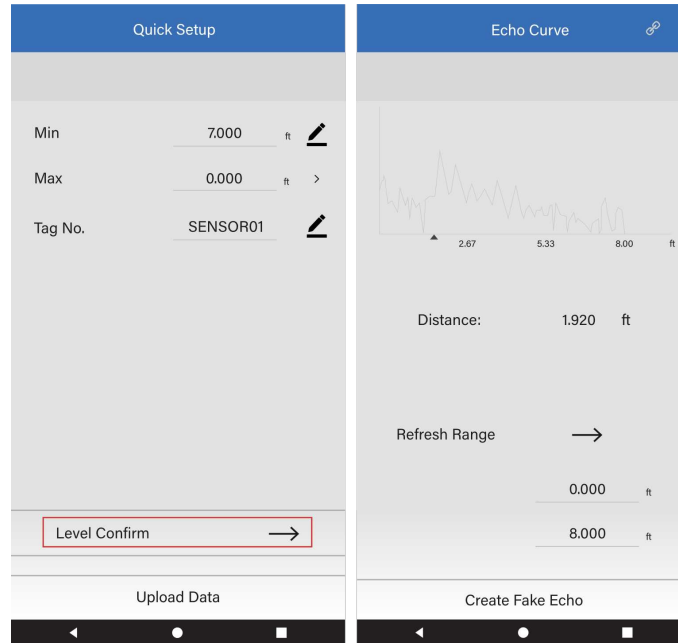 Quick Setup
Min 7.000 ft
Max 0.000 ft >
Tag No. SENSOR01
Level Confirm
Upload Data
Echo Curve
2.67 5.33 8.00 ft
Distance: 1.920 ft
Refresh Range
0.000 ft
8.000 ft
Create Fake Echo